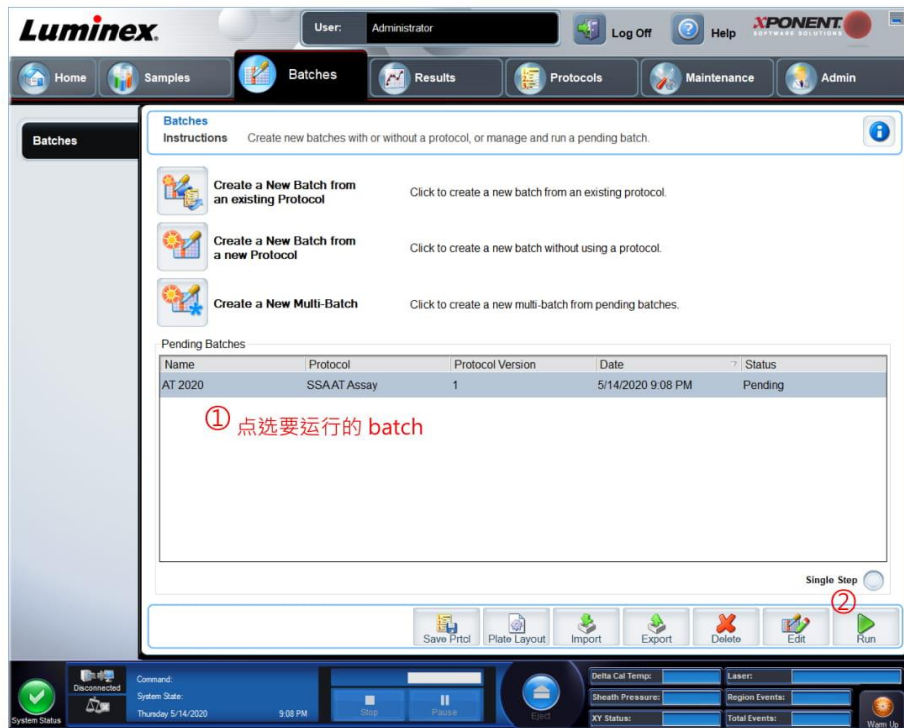 Luminex.
User: Administrator
Log Off
Help
XPONENT
SOFTWARE SOLUTIONS
Home
Samples
Batches
Results
Protocols
Maintenance
Admin
Batches
Batches
Instructions Create new batches with or without a protocol, or manage and run a pending batch.
Create a New Batch from
an existing Protocol
Click to create a new batch from an existing protocol.
Create a New Batch from
a new Protocol
Click to create a new batch without using a protocol.
Create a New Multi-Batch
Click to create a new multi-batch from pending batches.
Pending Batches
Name Protocol Protocol Version Date Status
AT 2020 SSAAT Assay 1 5/14/2020 9:08 PM Pending
① 点选要运行的 batch
Single Step
②
Save Prtcl
Plate Layout
Import
Export
Delete
Edit
Run
System Status
Disconnected
Command:
System State:
Thursday 5/14/2020 9:08 PM
Stop
Pause
Eject
Delta Cal Temp:
Laser:
Sheath Pressure:
Region Events:
XY Status:
Total Events:
Warm Up